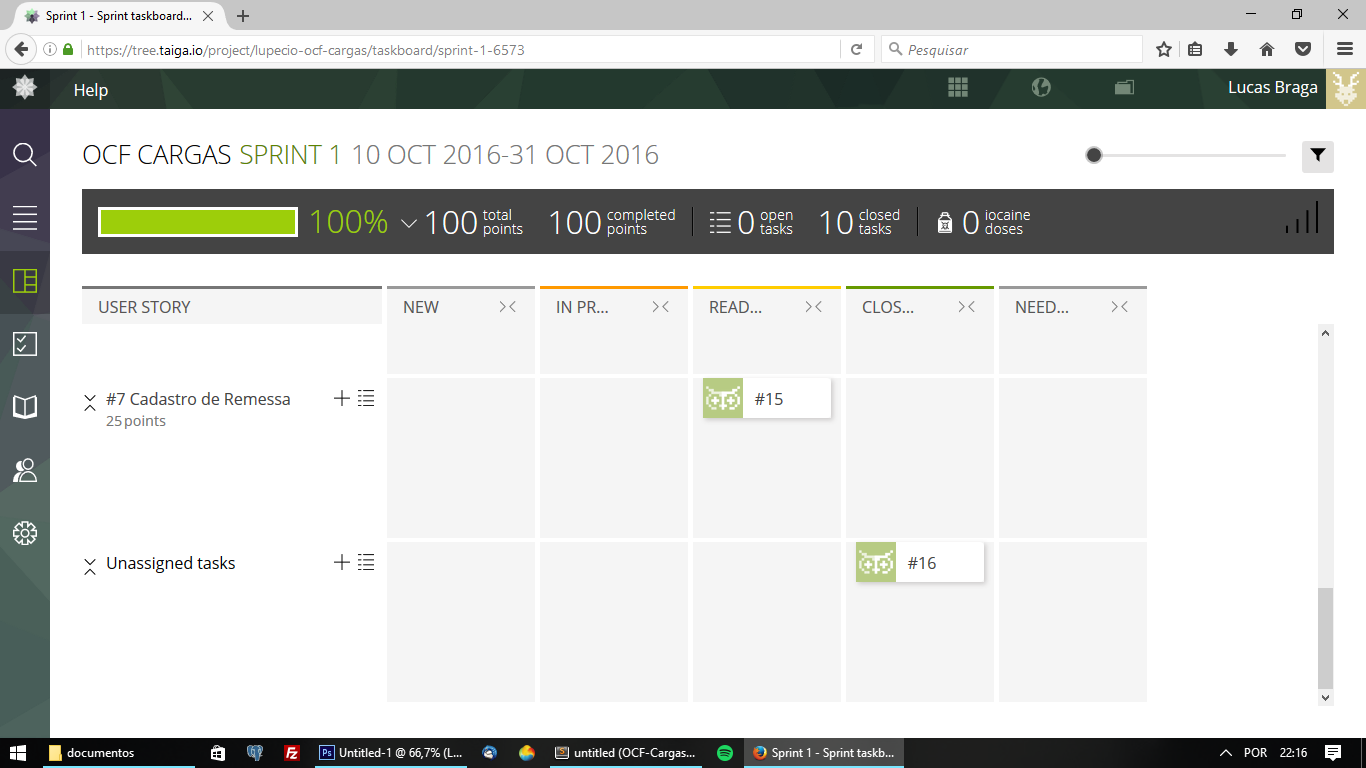 Sprint 1 - Sprint taskboard...
https://tree.taiga.io/project/lupecio-ocf-cargas/taskboard/sprint-1-6573
Pesquisar
Help
Lucas Braga
OCF CARGAS SPRINT 1 10 OCT 2016-31 OCT 2016
100% 100 total points 100 completed points 0 open tasks 10 closed tasks 0 iocaine doses
USER STORY NEW IN PR... READ... CLOS... NEED...
#7 Cadastro de Remessa #15
25 points
Unassigned tasks #16
documentos Untitled-1 @ 66,7% (L... untitled (OCF-Cargas... Sprint 1 - Sprint taskb... POR 22:16